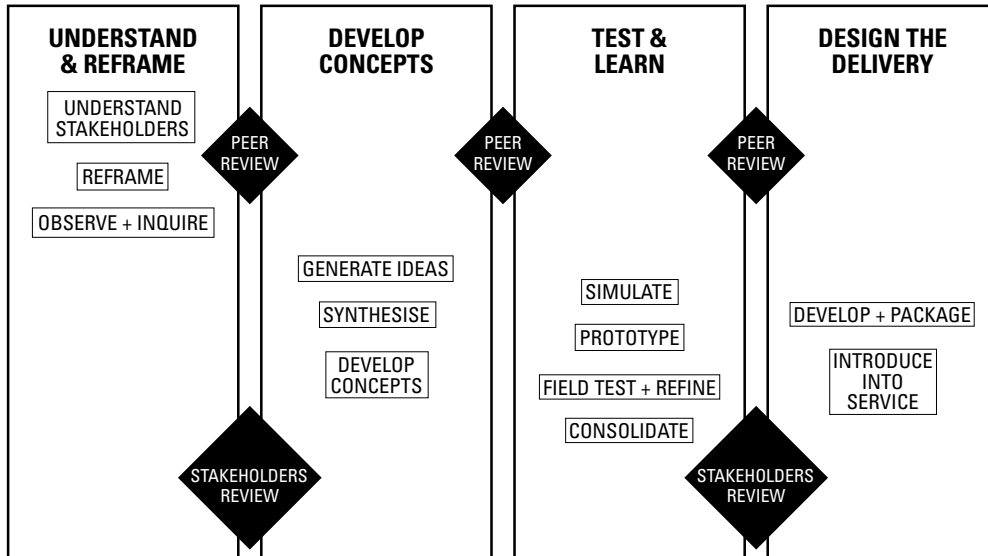 UNDERSTAND
& REFRAME
UNDERSTAND
STAKEHOLDERS
REFRAME
OBSERVE + INQUIRE
PEER
REVIEW
STAKEHOLDERS
REVIEW
DEVELOP
CONCEPTS
GENERATE IDEAS
SYNTHESISE
DEVELOP
CONCEPTS
PEER
REVIEW
TEST &
LEARN
SIMULATE
PROTOTYPE
FIELD TEST + REFINE
CONSOLIDATE
PEER
REVIEW
STAKEHOLDERS
REVIEW
DESIGN THE
DELIVERY
DEVELOP + PACKAGE
INTRODUCE
INTO
SERVICE